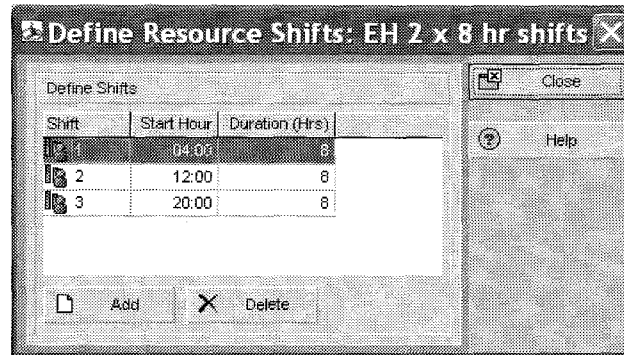 Define Resource Shifts: EH 2 x 8 hr shifts
Define Shifts
Close
Shift Start Hour Duration (Hrs)
Help
1 04:00 8
2 12:00 8
3 20:00 8
Add Delete